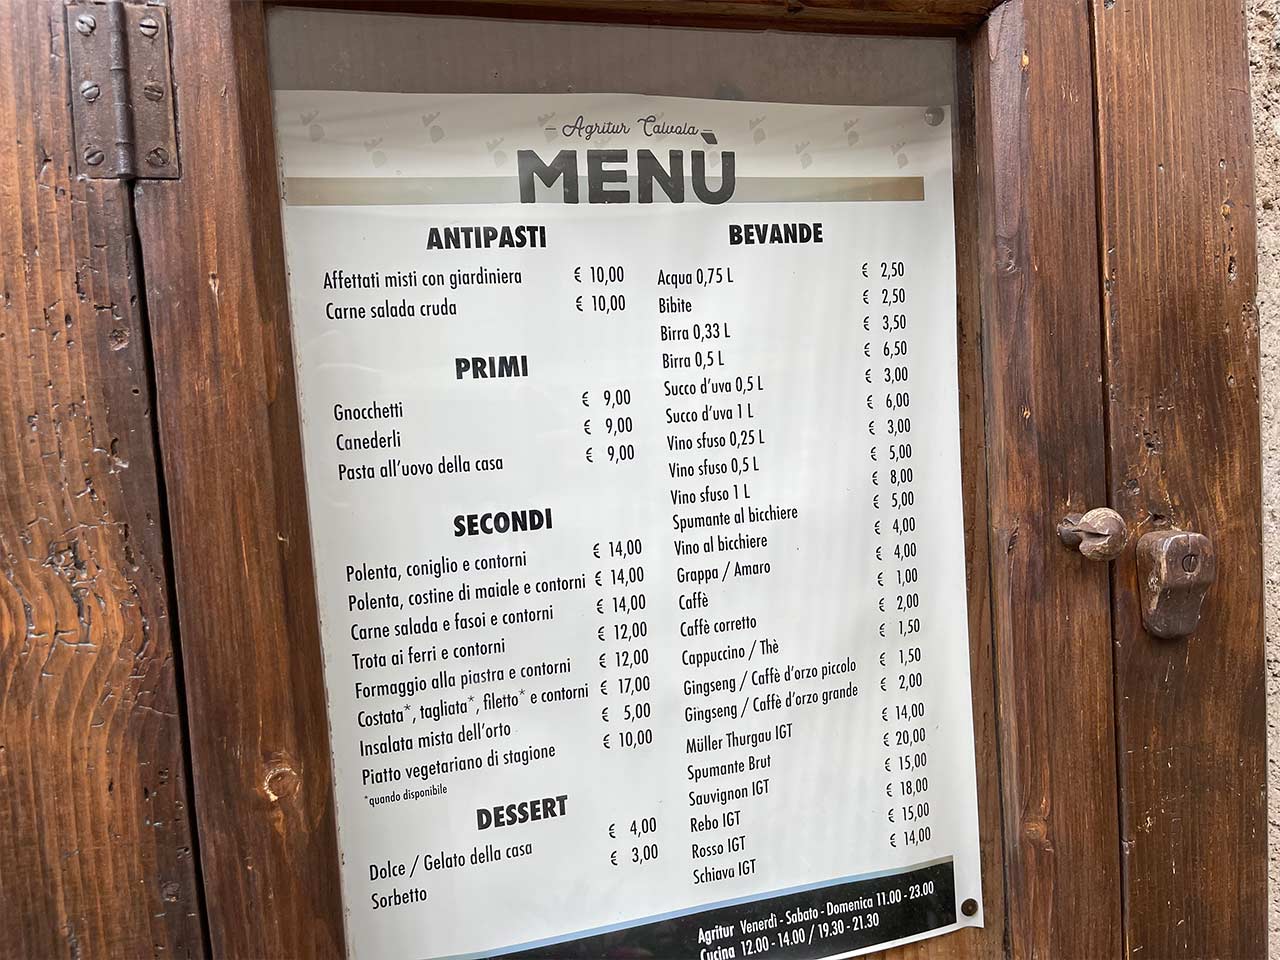 – Agritur Calvola –
MENÙ
ANTIPASTI
Affettati misti con giardiniera € 10,00
Carne salada cruda € 10,00
PRIMI
Gnocchetti € 9,00
Canederli € 9,00
Pasta all'uovo della casa € 9,00
SECONDI
Polenta, coniglio e contorni € 14,00
Polenta, costine di maiale e contorni € 14,00
Carne salada e fasoi e contorni € 14,00
Trota ai ferri e contorni € 12,00
Formaggio alla piastra e contorni € 12,00
Costata*, tagliata*, filetto* e contorni € 17,00
Insalata mista dell'orto € 5,00
Piatto vegetariano di stagione € 10,00
*quando disponibile
DESSERT
Dolce / Gelato della casa € 4,00
Sorbetto € 3,00
BEVANDE
Acqua 0,75 L € 2,50
Bibite € 2,50
Birra 0,33 L € 3,50
Birra 0,5 L € 6,50
Succo d'uva 0,5 L € 3,00
Succo d'uva 1 L € 6,00
Vino sfuso 0,25 L € 3,00
Vino sfuso 0,5 L € 5,00
Vino sfuso 1 L € 8,00
Spumante al bicchiere € 5,00
Vino al bicchiere € 4,00
Grappa / Amaro € 4,00
Caffè € 1,00
Caffè corretto € 2,00
Cappuccino / Thè € 1,50
Gingseng / Caffè d'orzo piccolo € 1,50
Gingseng / Caffè d'orzo grande € 2,00
Müller Thurgau IGT € 14,00
Spumante Brut € 20,00
Sauvignon IGT € 15,00
Rebo IGT € 18,00
Rosso IGT € 15,00
Schiava IGT € 14,00
Agritur Venerdì - Sabato - Domenica 11.00 - 23.00
Cucina 12.00 - 14.00 / 19.30 - 21.30